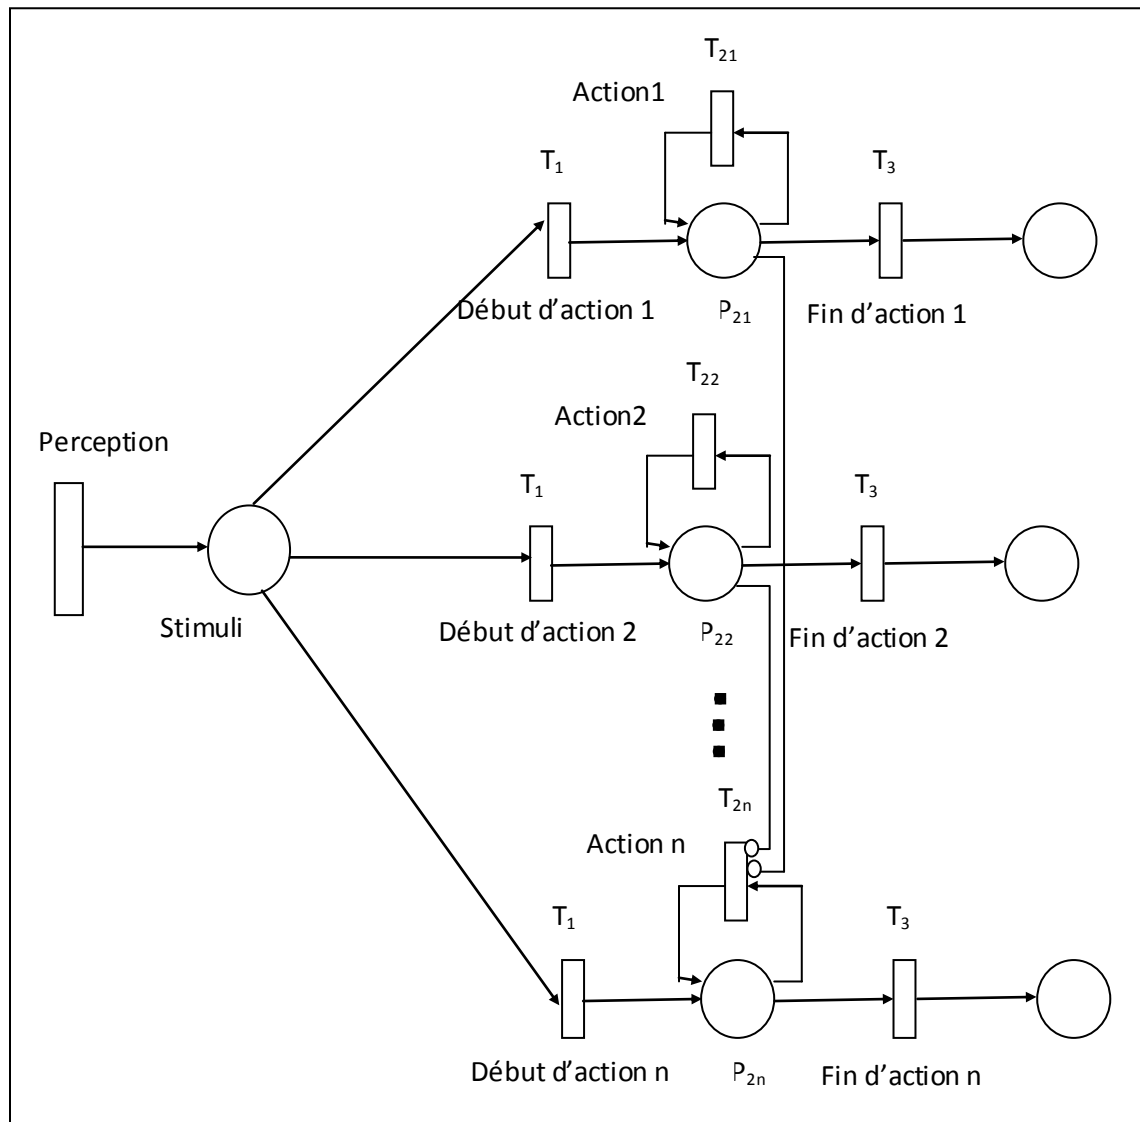 T21
Action1
T1
T3
Début d’action 1
P21
Fin d’action 1
T22
Action2
Perception
T1
T3
Stimuli
Début d’action 2
P22
Fin d’action 2
T2n
Action n
T1
T3
Début d’action n
P2n
Fin d’action n